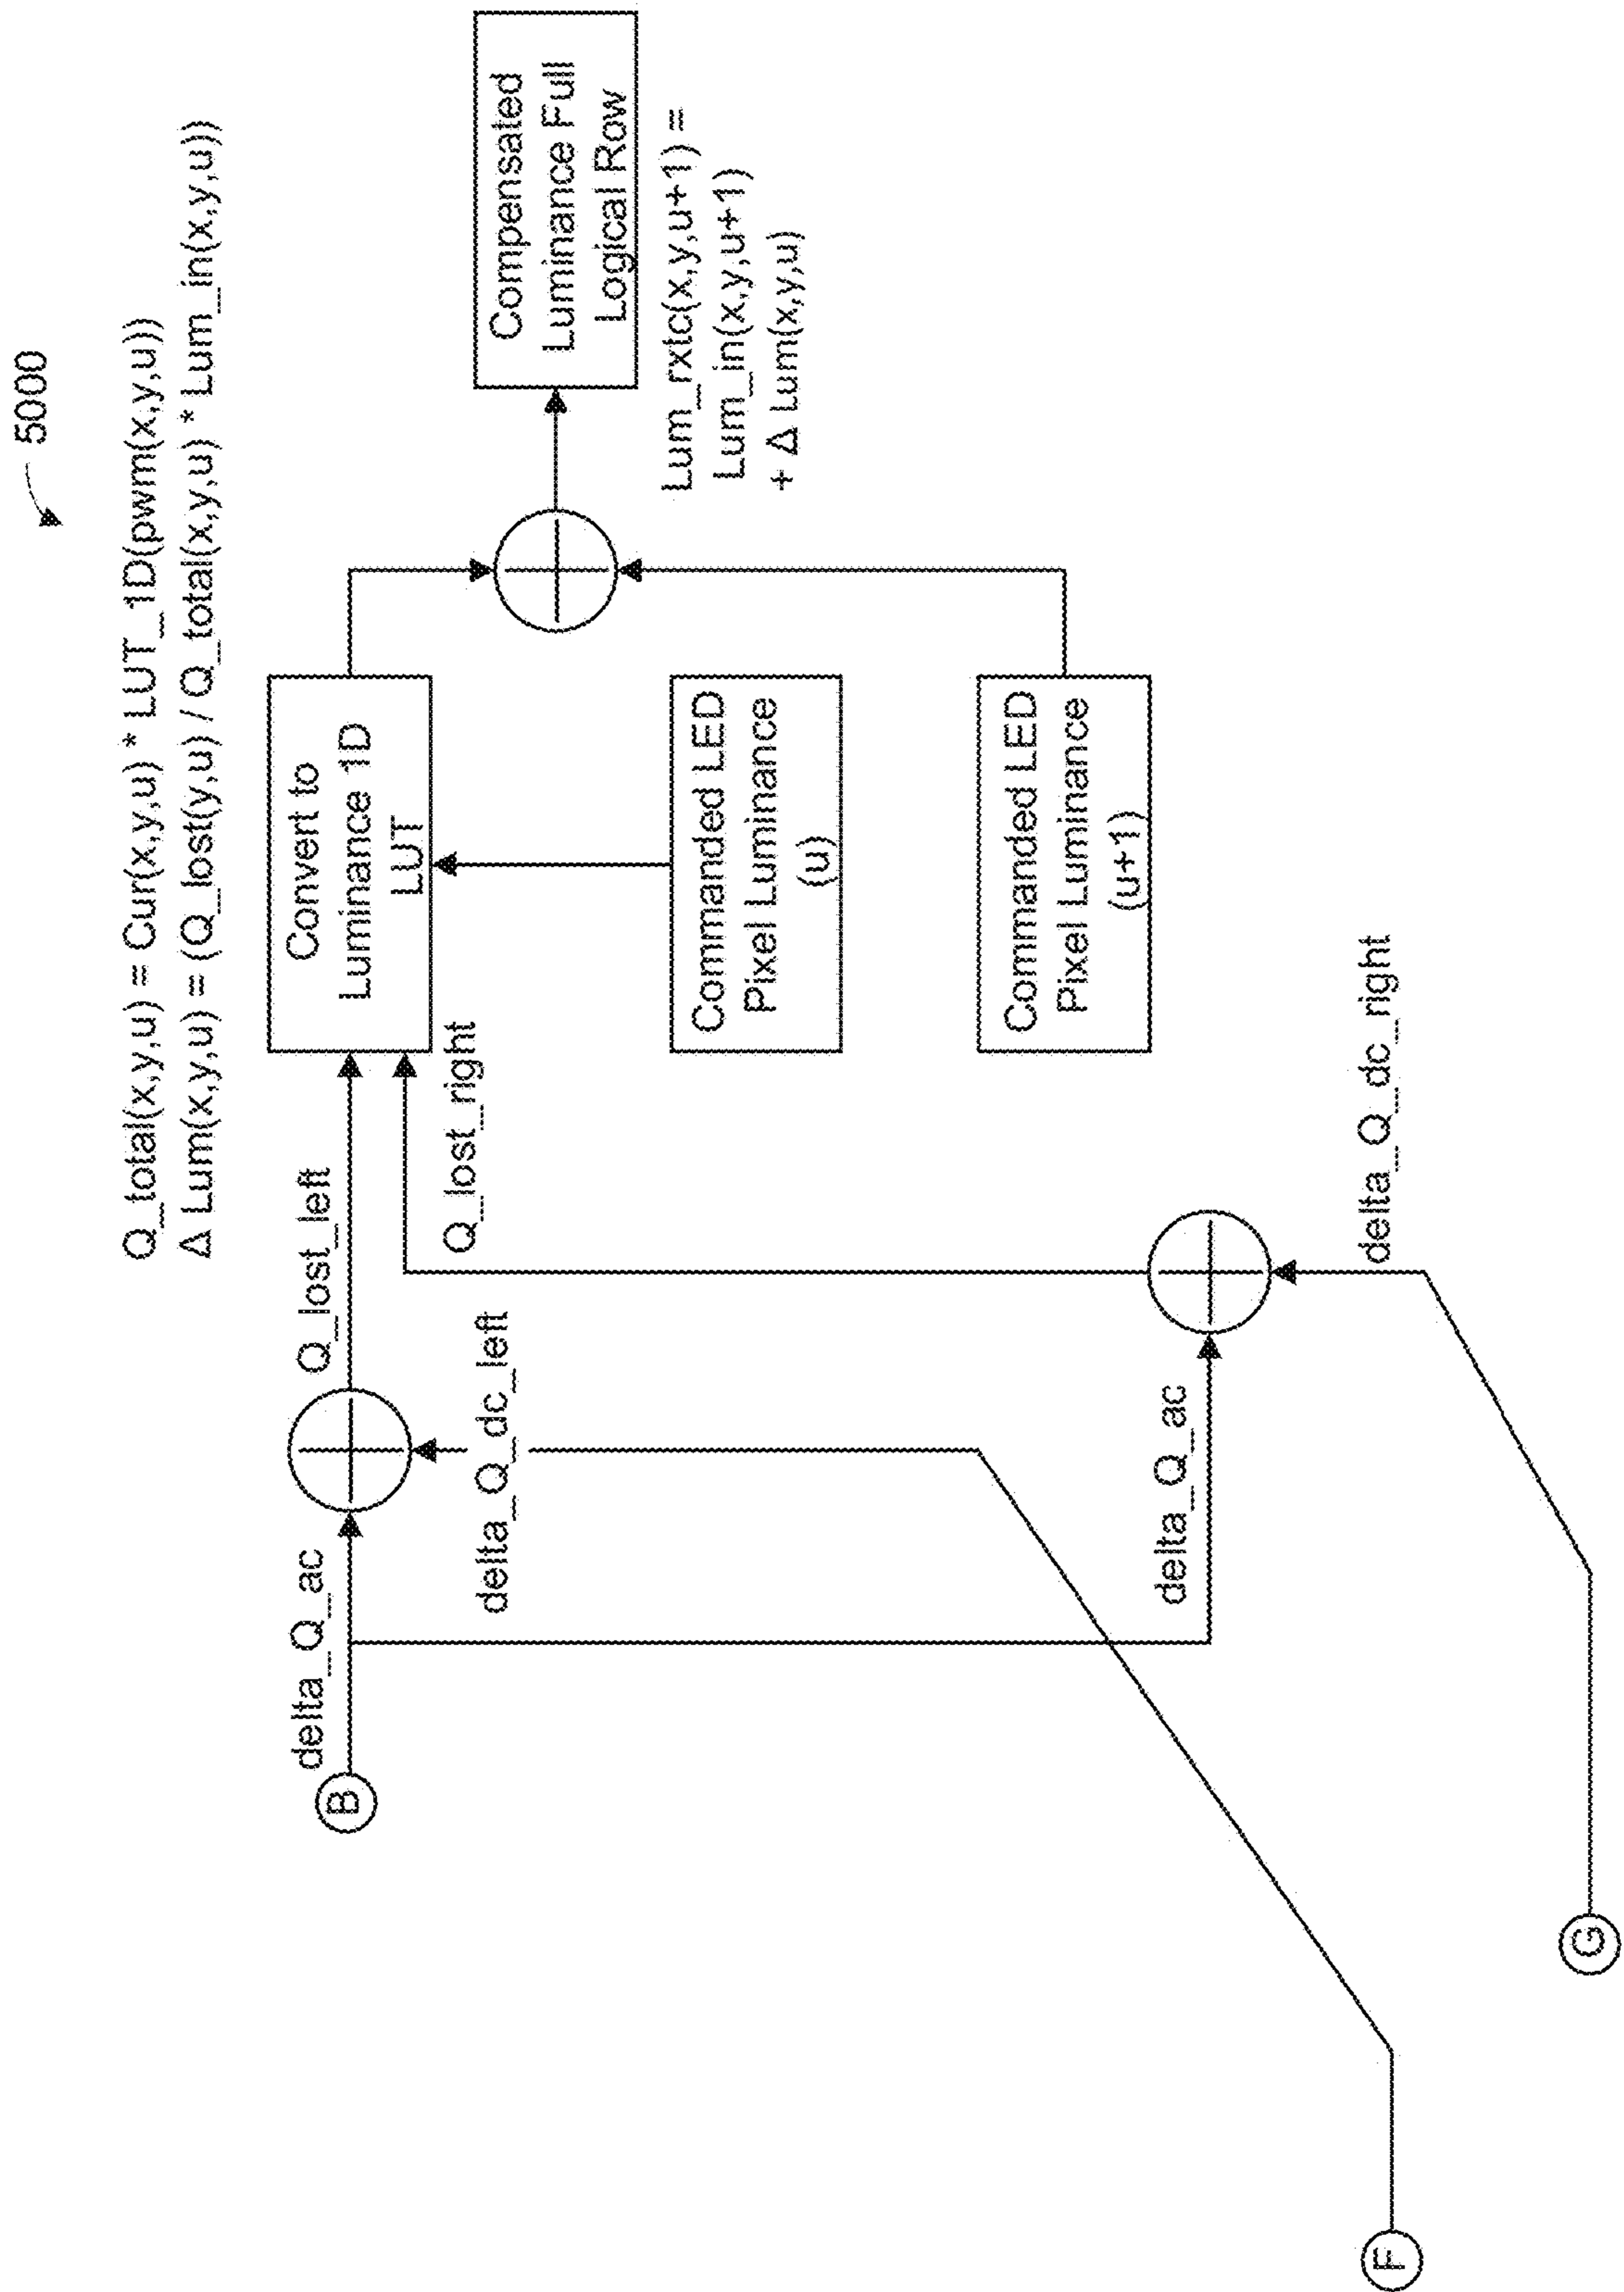 5000
Q_total(x,y,u) = Cur(x,y,u) * LUT_1D(pwm(x,y,u))
Δ Lum(x,y,u) = (Q_lost(y,u) / Q_total(x,y,u) * Lum_in(x,y,u))
B
delta_Q_ac
Q_lost_left
delta_Q_dc_left
Q_lost_right
Convert to
Luminance 1D
LUT
Compensated
Luminance Full
Logical Row
Lum_rxtc(x,y,u+1) =
Lum_in(x,y,u+1)
+ Δ Lum(x,y,u)
Commanded LED
Pixel Luminance
(u)
Commanded LED
Pixel Luminance
(u+1)
delta_Q_ac
delta_Q_dc_right
F
G